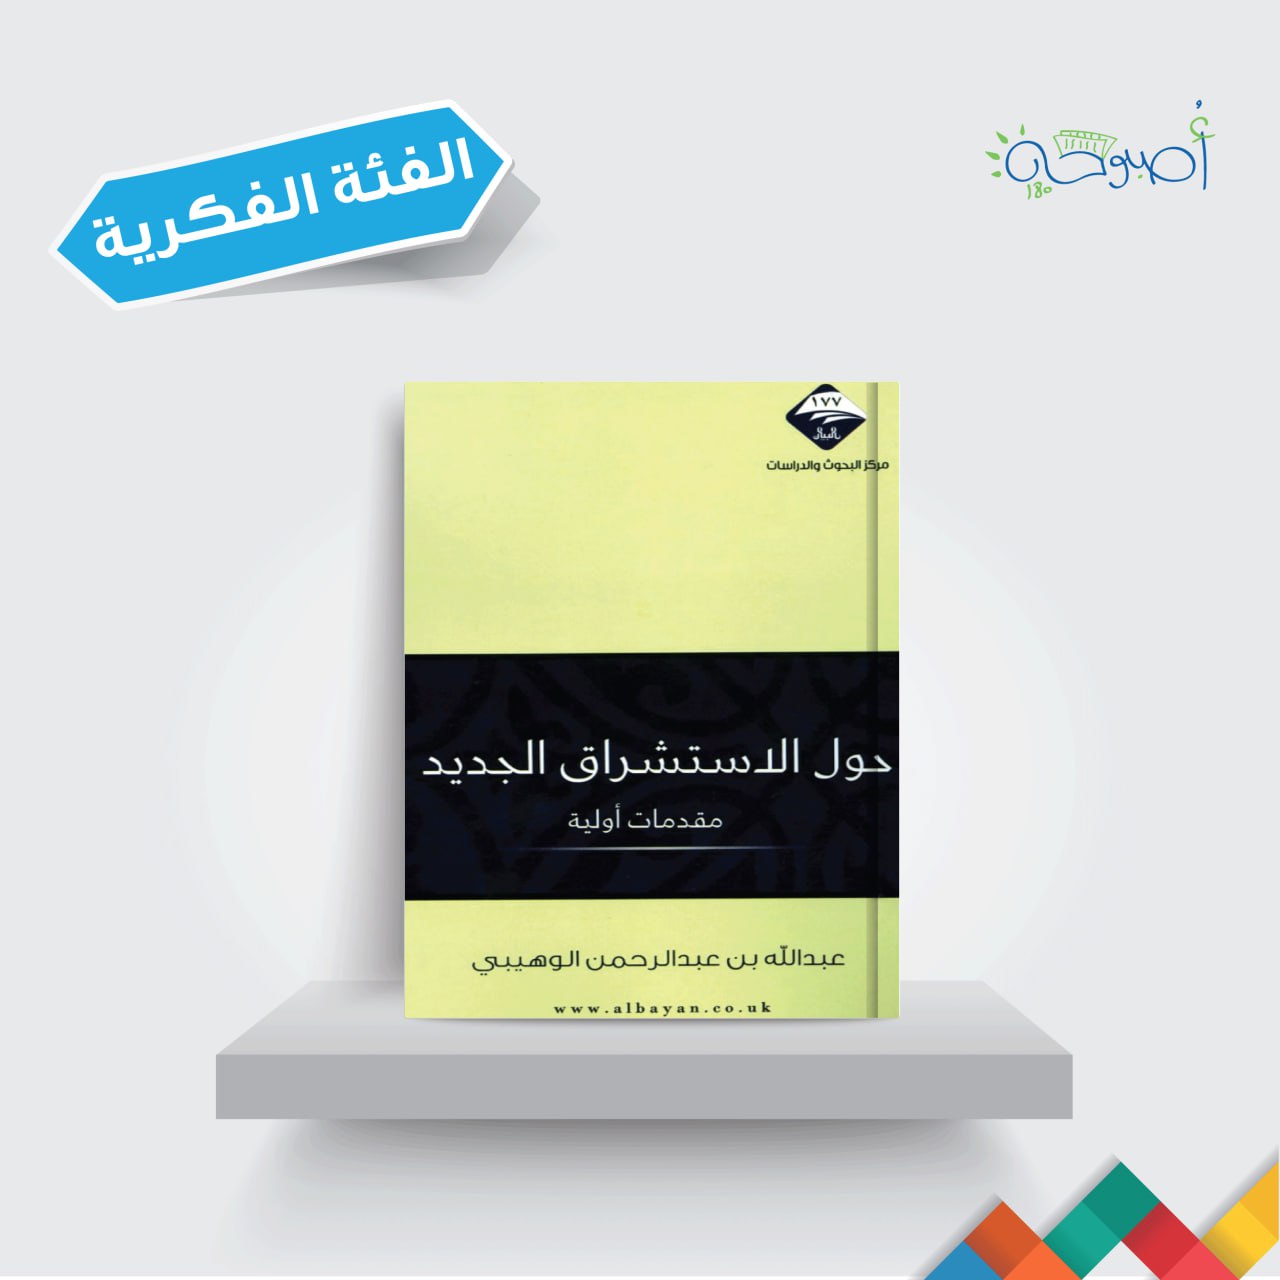 أصبوحة
١٨٠
الفئة الفكرية
١٧٧
البيان
مركز البحوث والدراسات
حول الاستشراق الجديد
مقدمات أولية
عبدالله بن عبدالرحمن الوهيبي
www.albayan.co.uk